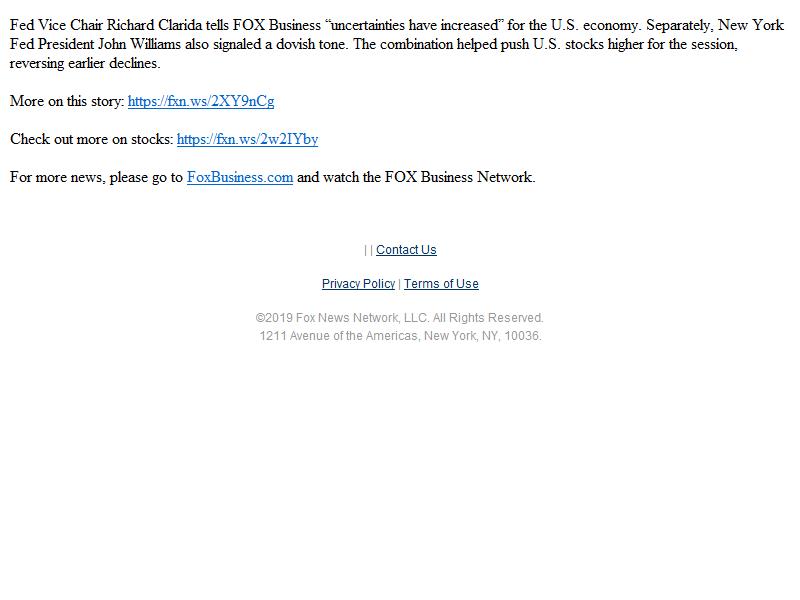 Fed Vice Chair Richard Clarida tells FOX Business “uncertainties have increased” for the U.S. economy. Separately, New York
Fed President John Williams also signaled a dovish tone. The combination helped push U.S. stocks higher for the session,
reversing earlier declines.
More on this story: https://fxn.ws/2XY9nCg
Check out more on stocks: https://fxn.ws/2w2IYby
For more news, please go to FoxBusiness.com and watch the FOX Business Network.
| | Contact Us
Privacy Policy | Terms of Use
©2019 Fox News Network, LLC. All Rights Reserved.
1211 Avenue of the Americas, New York, NY, 10036.